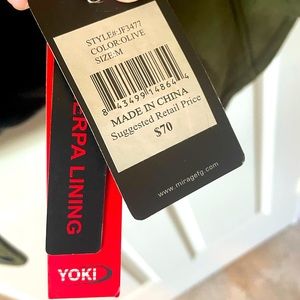 STYLE#:JF3477
COLOR:OLIVE
SIZE:M
8 43499 14864 4
MADE IN CHINA
Suggested Retail Price
$70
www.miragefg.com
ERPA LINING
YOKI